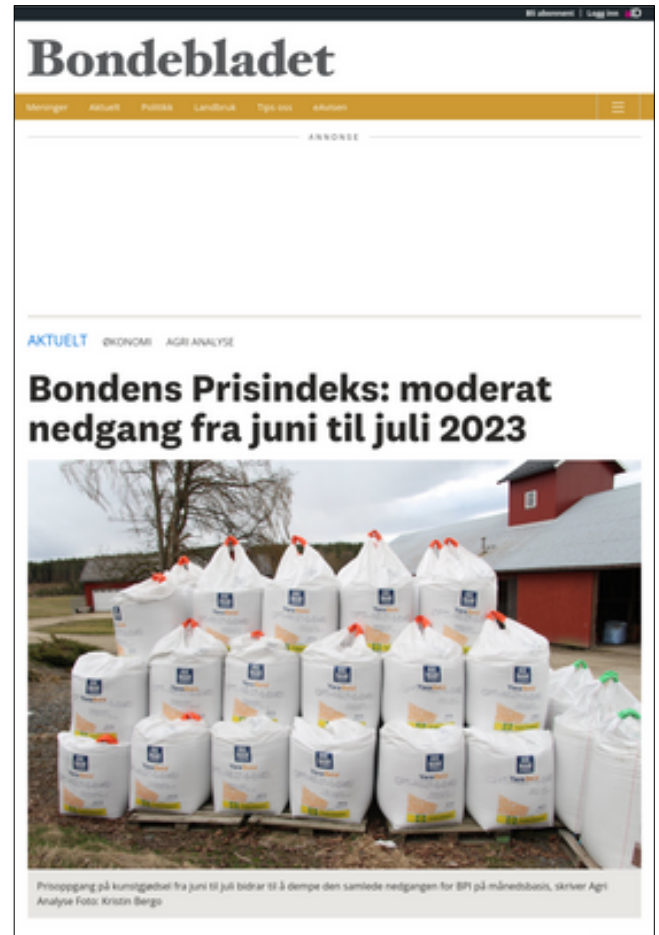 Bli abonnent | Logg inn
Bondebladet
Meninger Aktuelt Politikk Landbruk Tips oss eAvisen
ANNONSE
AKTUELT ØKONOMI AGRI ANALYSE
Bondens Prisindeks: moderat
nedgang fra juni til juli 2023
Prisoppgang på kunstgjødsel fra juni til juli bidrar til å dempe den samlede nedgangen for BPI på månedsbasis, skriver Agri
Analyse Foto: Kristin Bergo